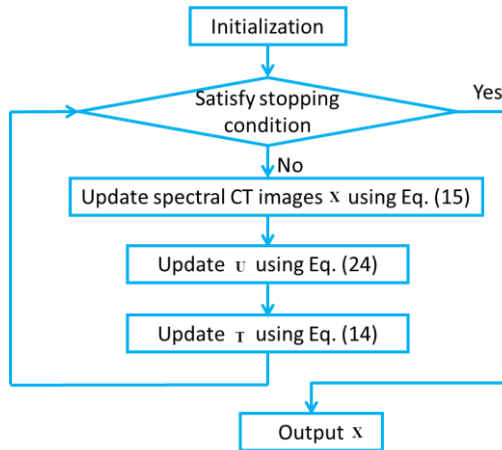 Initialization
Satisfy stopping
condition
Yes
No
Update spectral CT images X using Eq. (15)
Update U using Eq. (24)
Update T using Eq. (14)
Output X